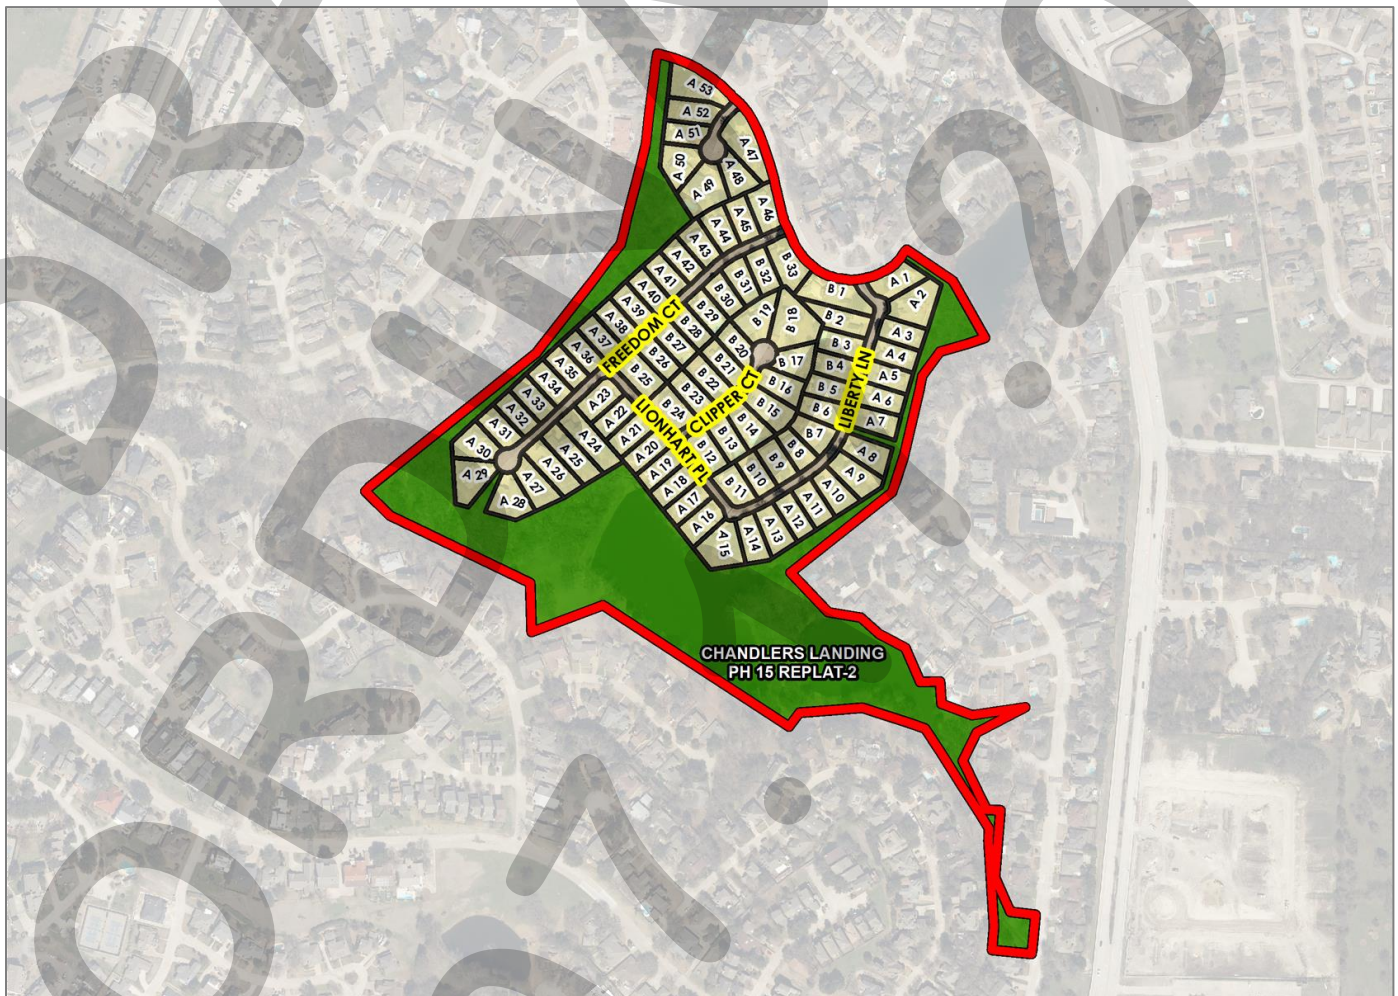 A 53
A 52
A 51
A 50
A 49
A 48
A 47
A 46
A 45
A 44
A 43
A 42
A 41
A 40
A 39
A 38
A 37
A 36
A 35
A 34
A 33
A 32
A 31
A 30
A 29
A 28
A 27
A 26
A 25
A 24
A 23
A 22
A 21
A 20
A 19
A 18
A 17
A 16
A 15
A 14
A 13
A 12
A 11
A 10
A 9
A 8
A 7
A 6
A 5
A 4
A 3
A 2
A 1
B 1
B 2
B 3
B 4
B 5
B 6
B 7
B 8
B 9
B 10
B 11
B 12
B 13
B 14
B 15
B 16
B 17
B 18
B 19
B 20
B 21
B 22
B 23
B 24
B 25
B 26
B 27
B 28
B 29
B 30
B 31
B 32
B 33
FREEDOM CT
LIONHART PL
CLIPPER CT
LIBERTY LN
CHANDLERS LANDING
PH 15 REPLAT-2